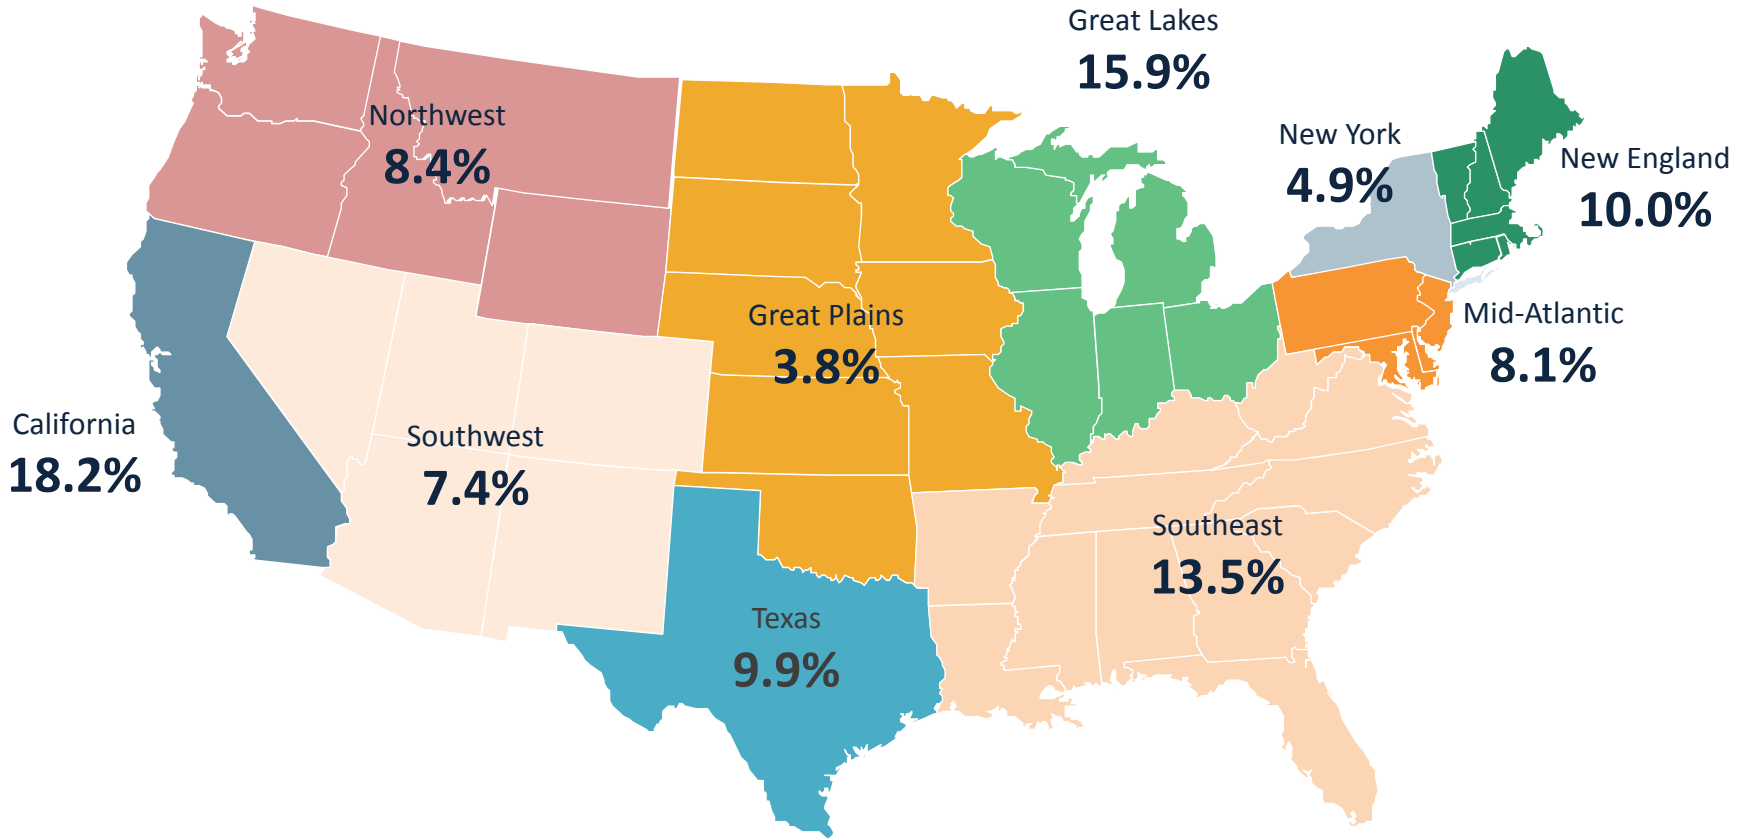 Great Lakes
15.9%
Northwest
8.4%
New York
4.9%
New England
10.0%
Great Plains
3.8%
Mid-Atlantic
8.1%
California
18.2%
Southwest
7.4%
Southeast
13.5%
Texas
9.9%